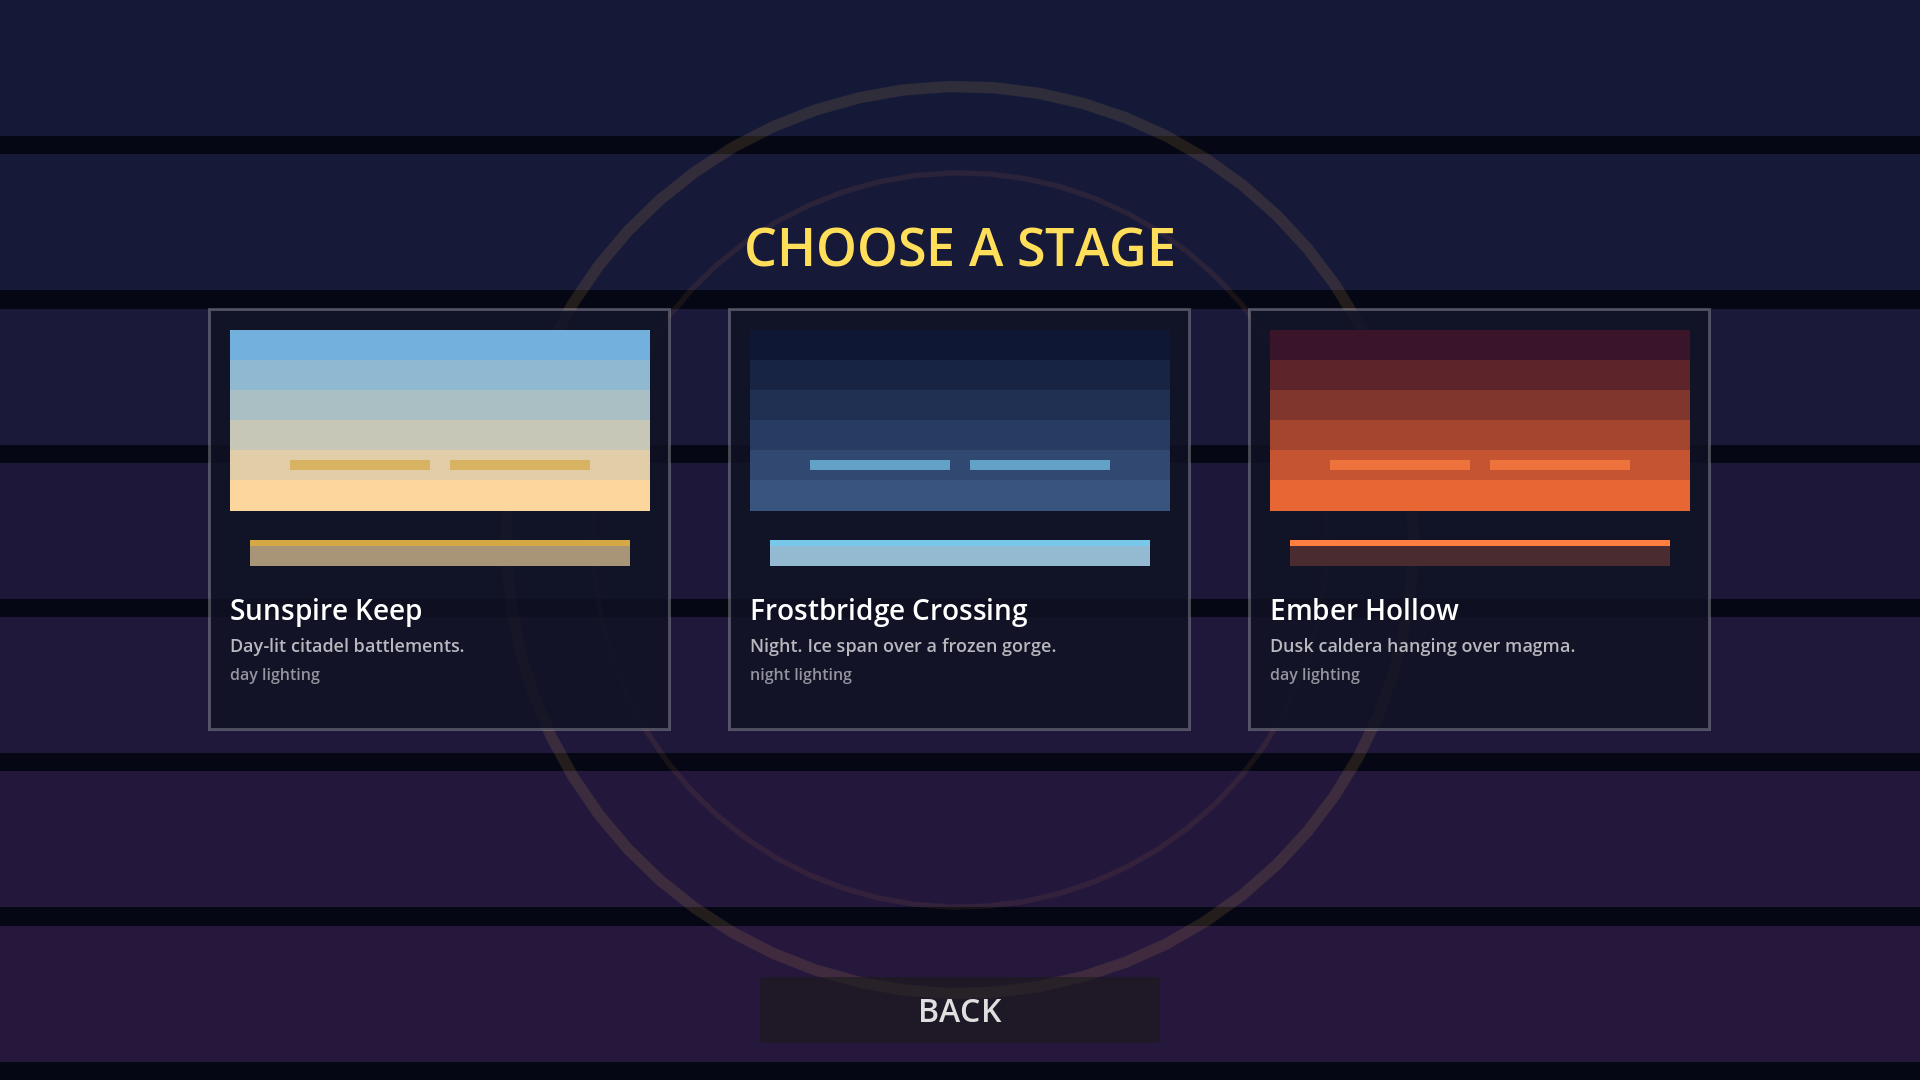 CHOOSE A STAGE
Sunspire Keep
Day-lit citadel battlements.
day lighting
Frostbridge Crossing
Night. Ice span over a frozen gorge.
night lighting
Ember Hollow
Dusk caldera hanging over magma.
day lighting
BACK